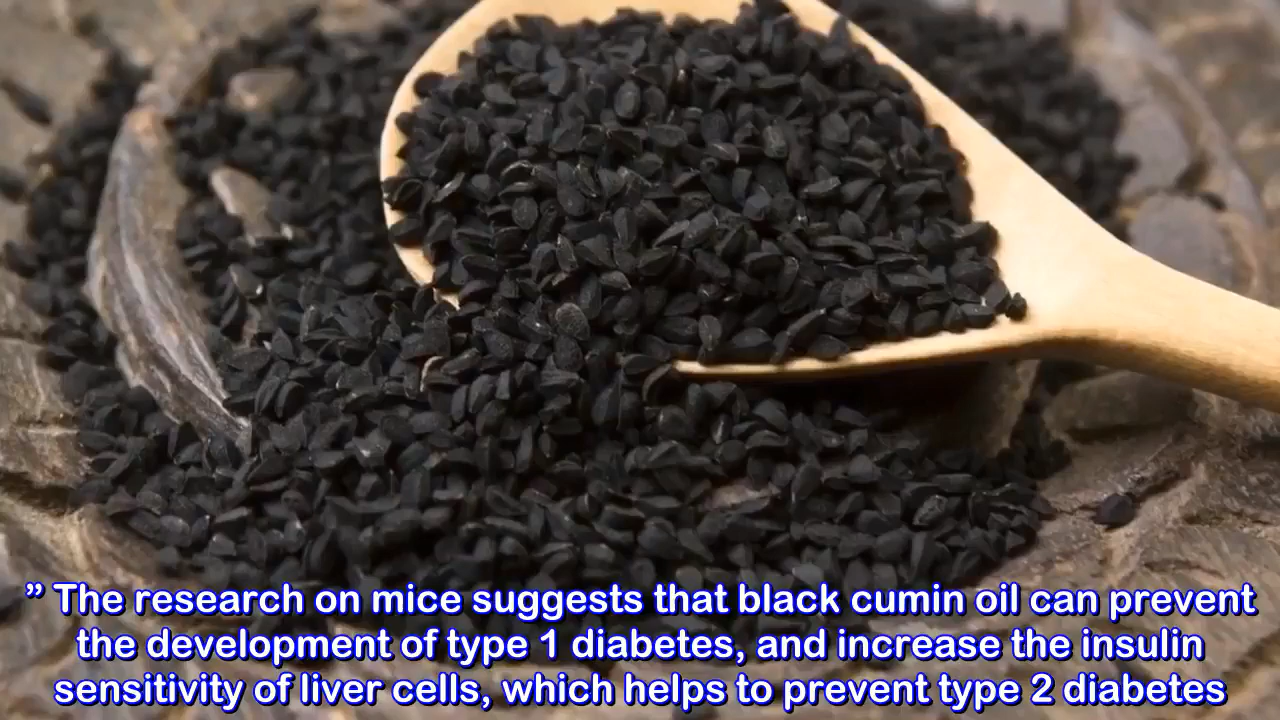 ” The research on mice suggests that black cumin oil can prevent
the development of type 1 diabetes, and increase the insulin
sensitivity of liver cells, which helps to prevent type 2 diabetes